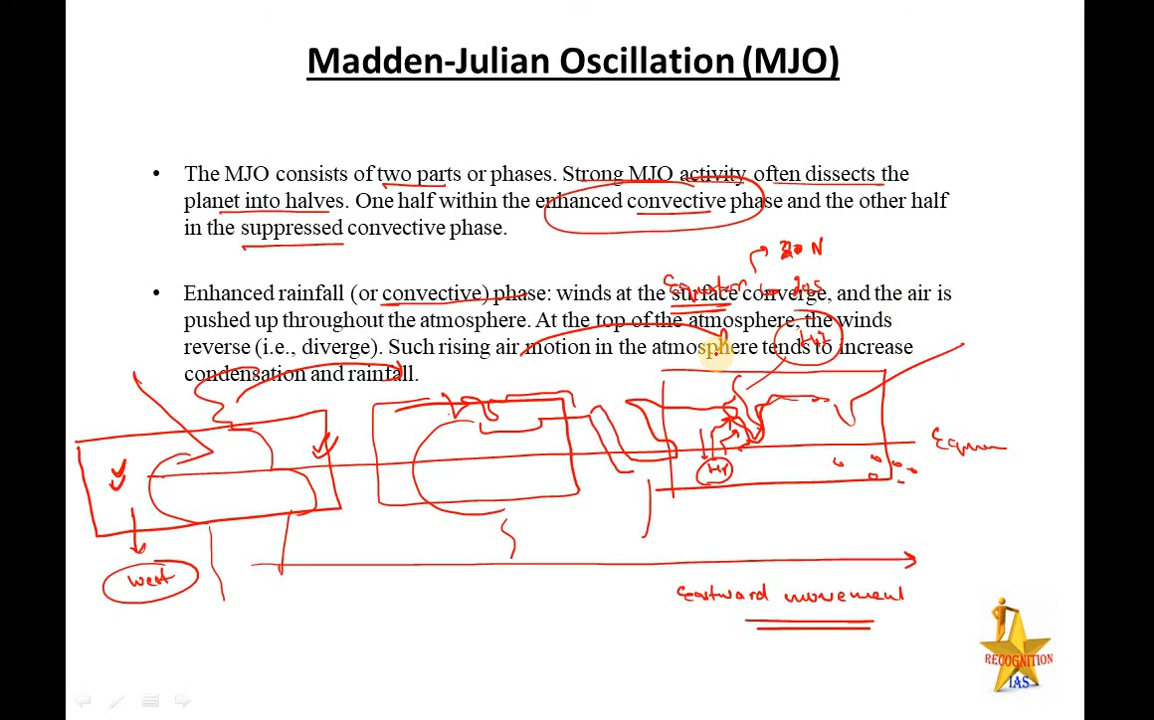 Madden-Julian Oscillation (MJO)
• The MJO consists of two parts or phases. Strong MJO activity often dissects the
planet into halves. One half within the enhanced convective phase and the other half
in the suppressed convective phase.
30 N
Equator
• Enhanced rainfall (or convective) phase: winds at the surface converge, and the air is
pushed up throughout the atmosphere. At the top of the atmosphere, the winds
reverse (i.e., diverge). Such rising air motion in the atmosphere tends to increase
condensation and rainfall.
West
Eastward movement
RECOGNITION
IAS